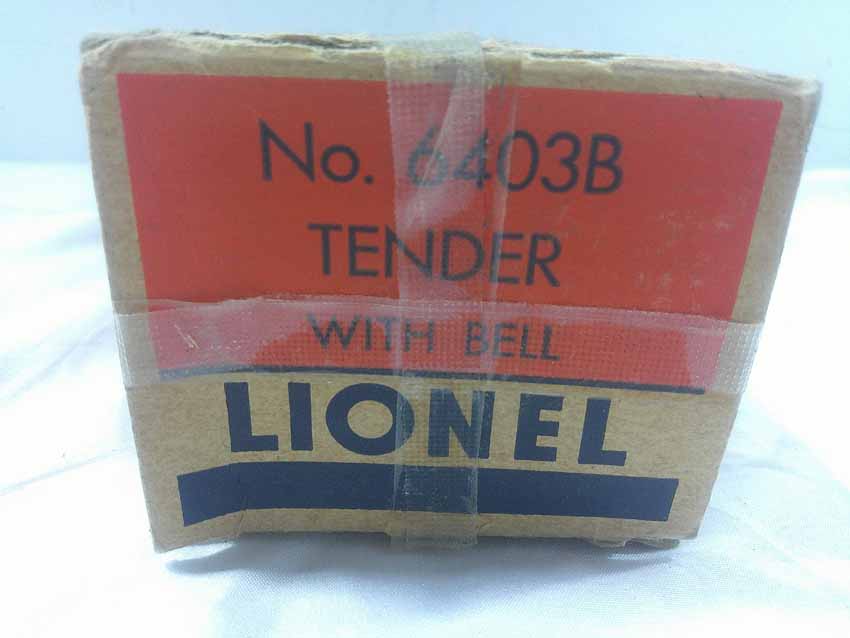 No. 6403B
TENDER
WITH BELL
LIONEL